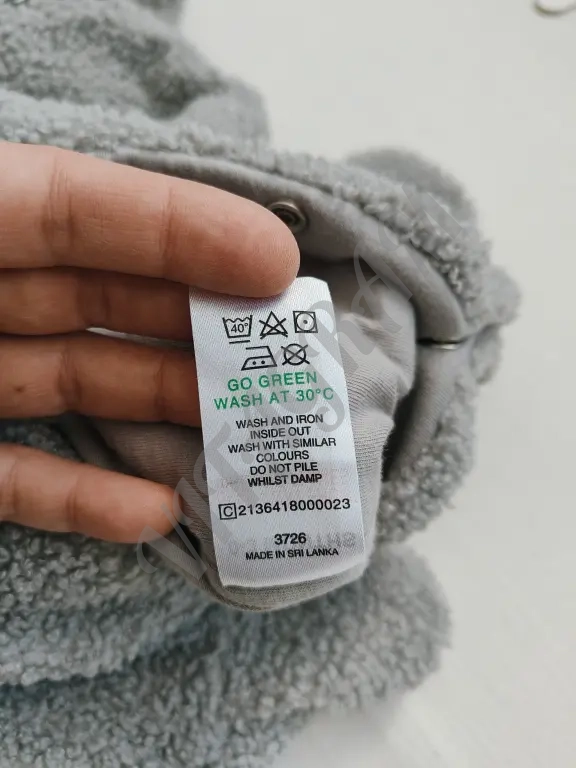 40°
GO GREEN
WASH AT 30°C
WASH AND IRON
INSIDE OUT
WASH WITH SIMILAR
COLOURS
DO NOT PILE
WHILST DAMP
C 2136418000023
3726
MADE IN SRI LANKA